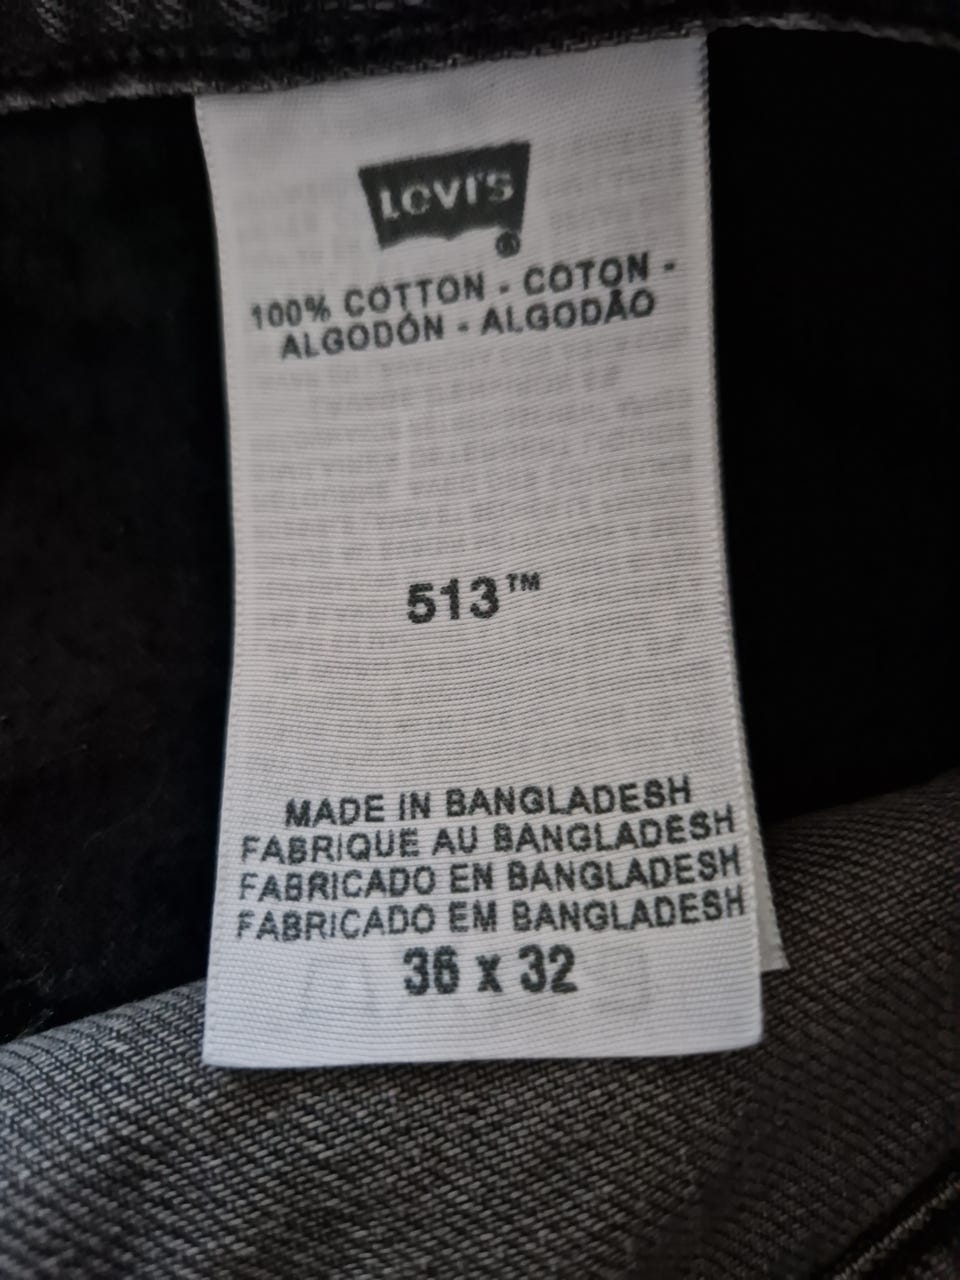 LEVI'S
®
100% COTTON - COTON -
ALGODÓN - ALGODÃO
513™
MADE IN BANGLADESH
FABRIQUE AU BANGLADESH
FABRICADO EN BANGLADESH
FABRICADO EM BANGLADESH
36 x 32